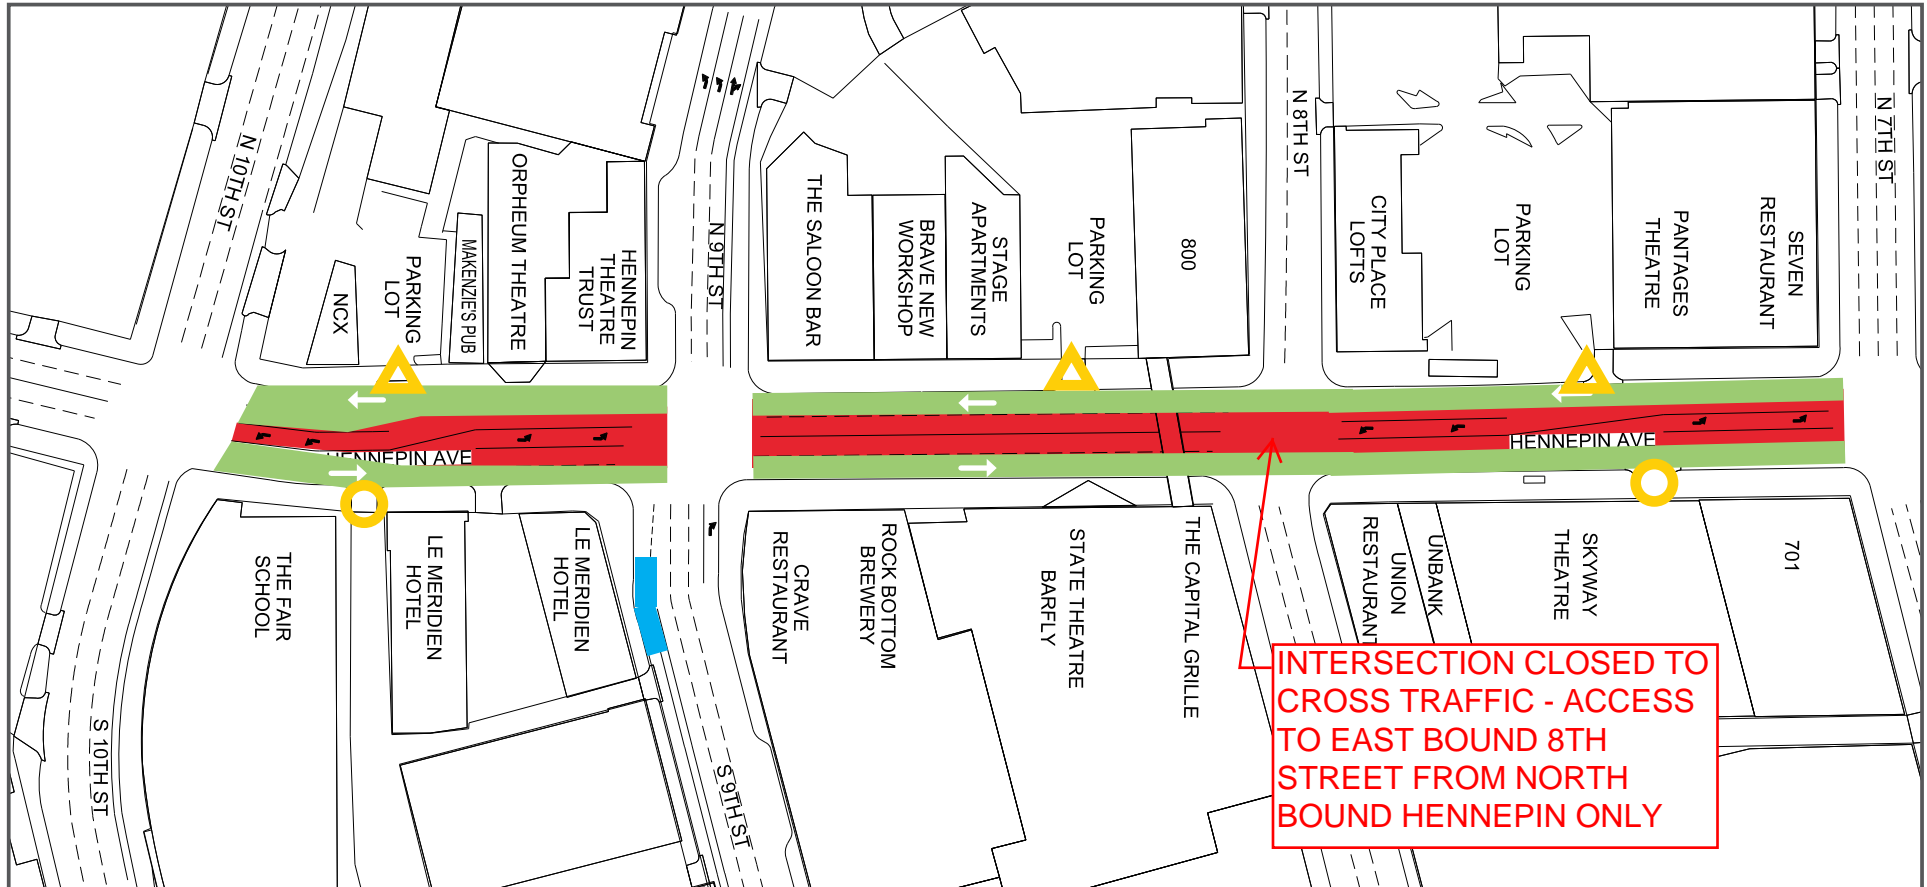 N 10TH ST
NCX
PARKING
LOT
MAKENZIE'S PUB
ORPHEUM THEATRE
HENNEPIN
THEATRE
TRUST
N 9TH ST
THE SALOON BAR
BRAVE NEW
WORKSHOP
STAGE
APARTMENTS
PARKING
LOT
800
N 8TH ST
CITY PLACE
LOFTS
PARKING
LOT
PANTAGES
THEATRE
SEVEN
RESTAURANT
N 7TH ST
HENNEPIN AVE
HENNEPIN AVE
S 10TH ST
THE FAIR
SCHOOL
LE MERIDIEN
HOTEL
LE MERIDIEN
HOTEL
S 9TH ST
CRAVE
RESTAURANT
ROCK BOTTOM
BREWERY
STATE THEATRE
BARFLY
THE CAPITAL GRILLE
UNION
RESTAURANT
UNBANK
SKYWAY
THEATRE
701
INTERSECTION CLOSED TO
CROSS TRAFFIC - ACCESS
TO EAST BOUND 8TH
STREET FROM NORTH
BOUND HENNEPIN ONLY